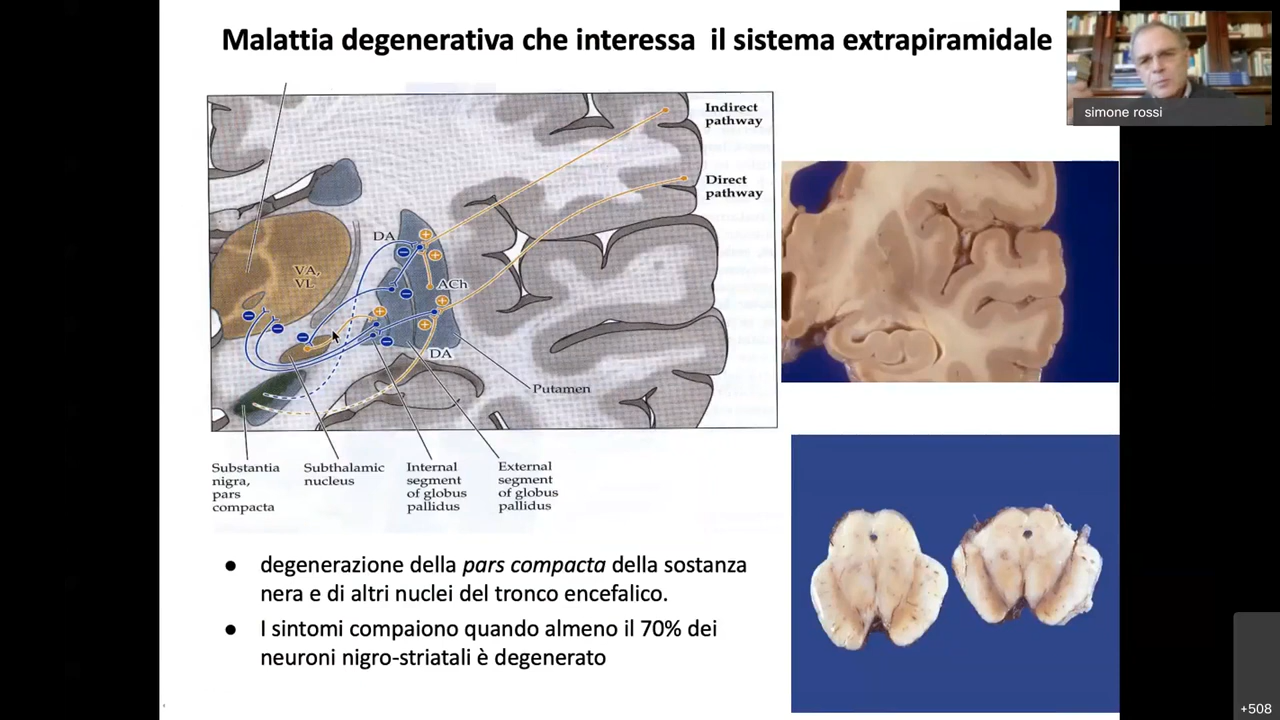 Malattia degenerativa che interessa il sistema extrapiramidale
simone rossi
Indirect
pathway
Direct
pathway
DA
VA,
VL
ACh
DA
Putamen
Substantia
nigra,
pars
compacta
Subthalamic
nucleus
Internal
segment
of globus
pallidus
External
segment
of globus
pallidus
● degenerazione della pars compacta della sostanza
nera e di altri nuclei del tronco encefalico.
● I sintomi compaiono quando almeno il 70% dei
neuroni nigro-striatali è degenerato
+508